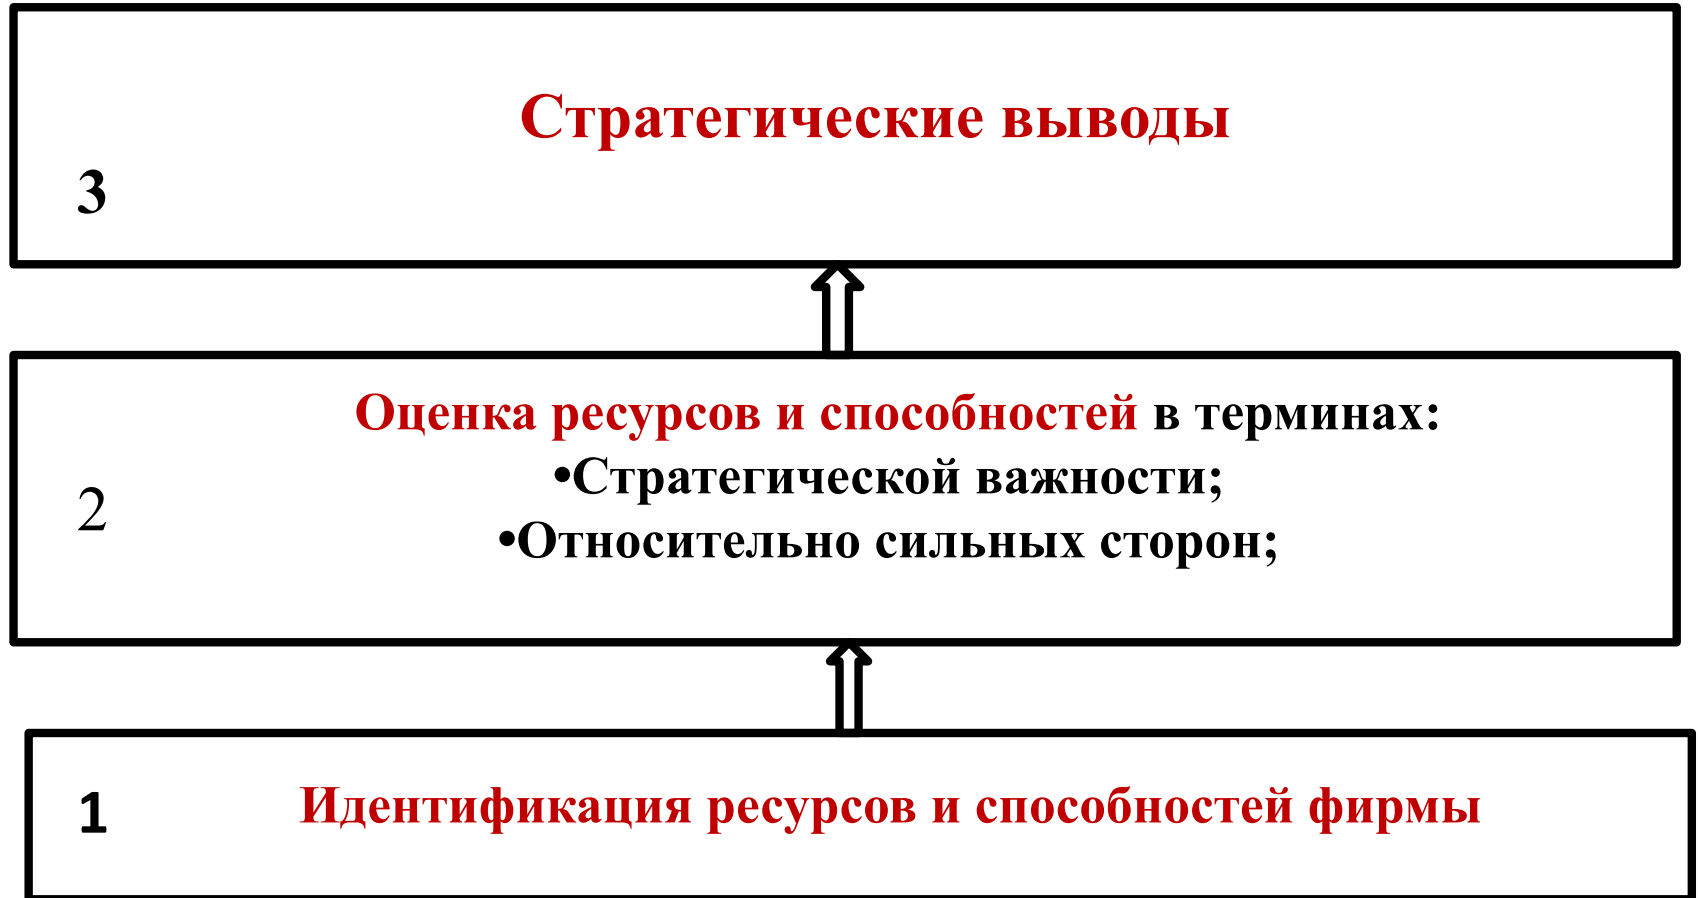 Стратегические выводы
3
Оценка ресурсов и способностей в терминах:
•Стратегической важности;
2
•Относительно сильных сторон;
1 Идентификация ресурсов и способностей фирмы